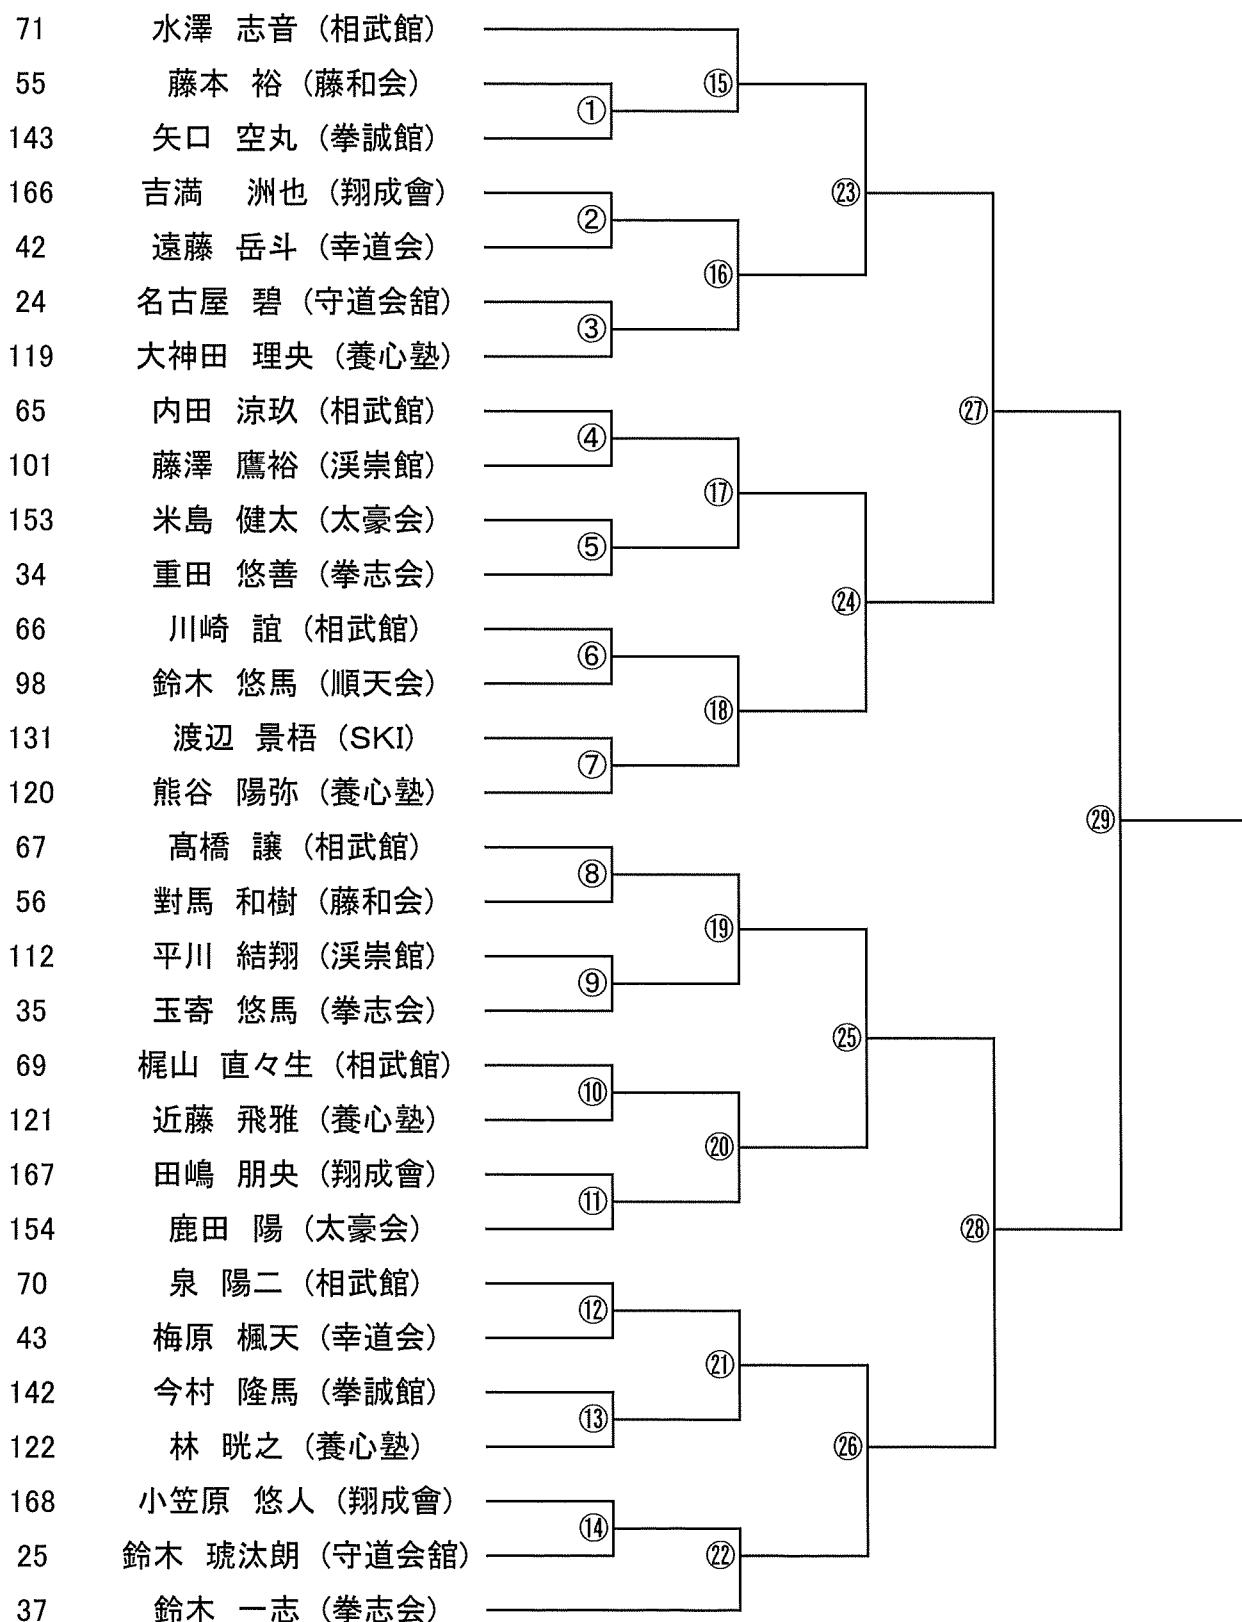 71 水澤 志音 (相武館)
55 藤本 裕 (藤和会)
143 矢口 空丸 (拳誠館)
166 吉満 洲也 (翔成會)
42 遠藤 岳斗 (幸道会)
24 名古屋 碧 (守道会舘)
119 大神田 理央 (養心塾)
65 内田 涼玖 (相武館)
101 藤澤 鷹裕 (渓崇館)
153 米島 健太 (太豪会)
34 重田 悠善 (拳志会)
66 川崎 誼 (相武館)
98 鈴木 悠馬 (順天会)
131 渡辺 景梧 (SKI)
120 熊谷 陽弥 (養心塾)
67 髙橋 譲 (相武館)
56 對馬 和樹 (藤和会)
112 平川 結翔 (渓崇館)
35 玉寄 悠馬 (拳志会)
69 梶山 直々生 (相武館)
121 近藤 飛雅 (養心塾)
167 田嶋 朋央 (翔成會)
154 鹿田 陽 (太豪会)
70 泉 陽二 (相武館)
43 梅原 楓天 (幸道会)
142 今村 隆馬 (拳誠館)
122 林 晄之 (養心塾)
168 小笠原 悠人 (翔成會)
25 鈴木 琥汰朗 (守道会舘)
37 鈴木 一志 (拳志会)
①
②
③
④
⑤
⑥
⑦
⑧
⑨
⑩
⑪
⑫
⑬
⑭
⑮
⑯
⑰
⑱
⑲
⑳
㉑
㉒
㉓
㉔
㉕
㉖
㉗
㉘
㉙